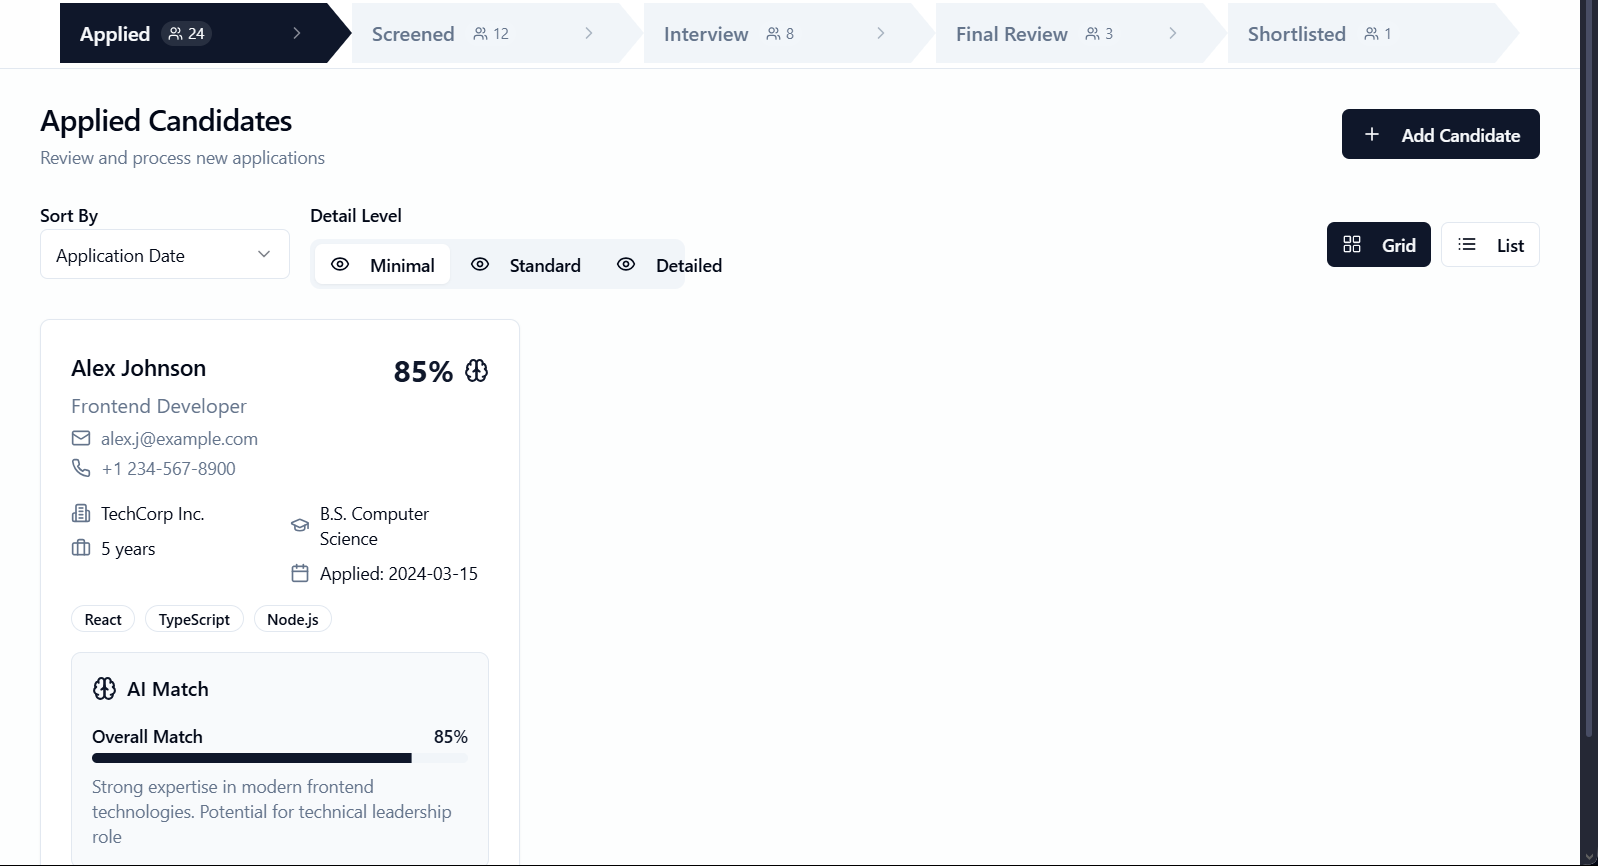 Applied 24 Screened 12 Interview 8 Final Review 3 Shortlisted 1
Applied Candidates
Review and process new applications
Add Candidate
Sort By
Application Date
Detail Level
Minimal Standard Detailed
Grid List
Alex Johnson
85%
Frontend Developer
alex.j@example.com
+1 234-567-8900
TechCorp Inc.
5 years
B.S. Computer
Science
Applied: 2024-03-15
React TypeScript Node.js
AI Match
Overall Match 85%
Strong expertise in modern frontend
technologies. Potential for technical leadership
role